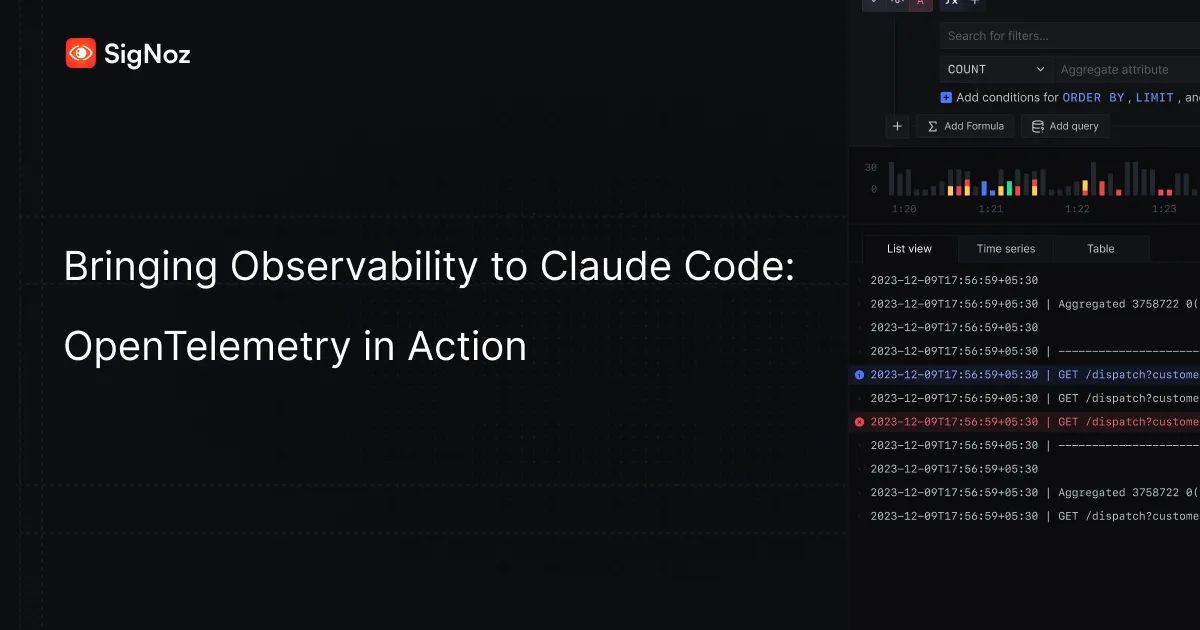 SigNoz
Bringing Observability to Claude Code:
OpenTelemetry in Action
Search for filters...
COUNT
Aggregate attribute
Add conditions for ORDER BY, LIMIT, an
+ Add Formula Add query
30
0
1:20 1:21 1:22 1:23
List view Time series Table
2023-12-09T17:56:59+05:30
2023-12-09T17:56:59+05:30 | Aggregated 3758722 0(
2023-12-09T17:56:59+05:30
2023-12-09T17:56:59+05:30 | ---------------------
2023-12-09T17:56:59+05:30 | GET /dispatch?custome
2023-12-09T17:56:59+05:30 | GET /dispatch?custome
2023-12-09T17:56:59+05:30 | GET /dispatch?custome
2023-12-09T17:56:59+05:30 | ---------------------
2023-12-09T17:56:59+05:30
2023-12-09T17:56:59+05:30 | Aggregated 3758722 0(
2023-12-09T17:56:59+05:30 | GET /dispatch?custome